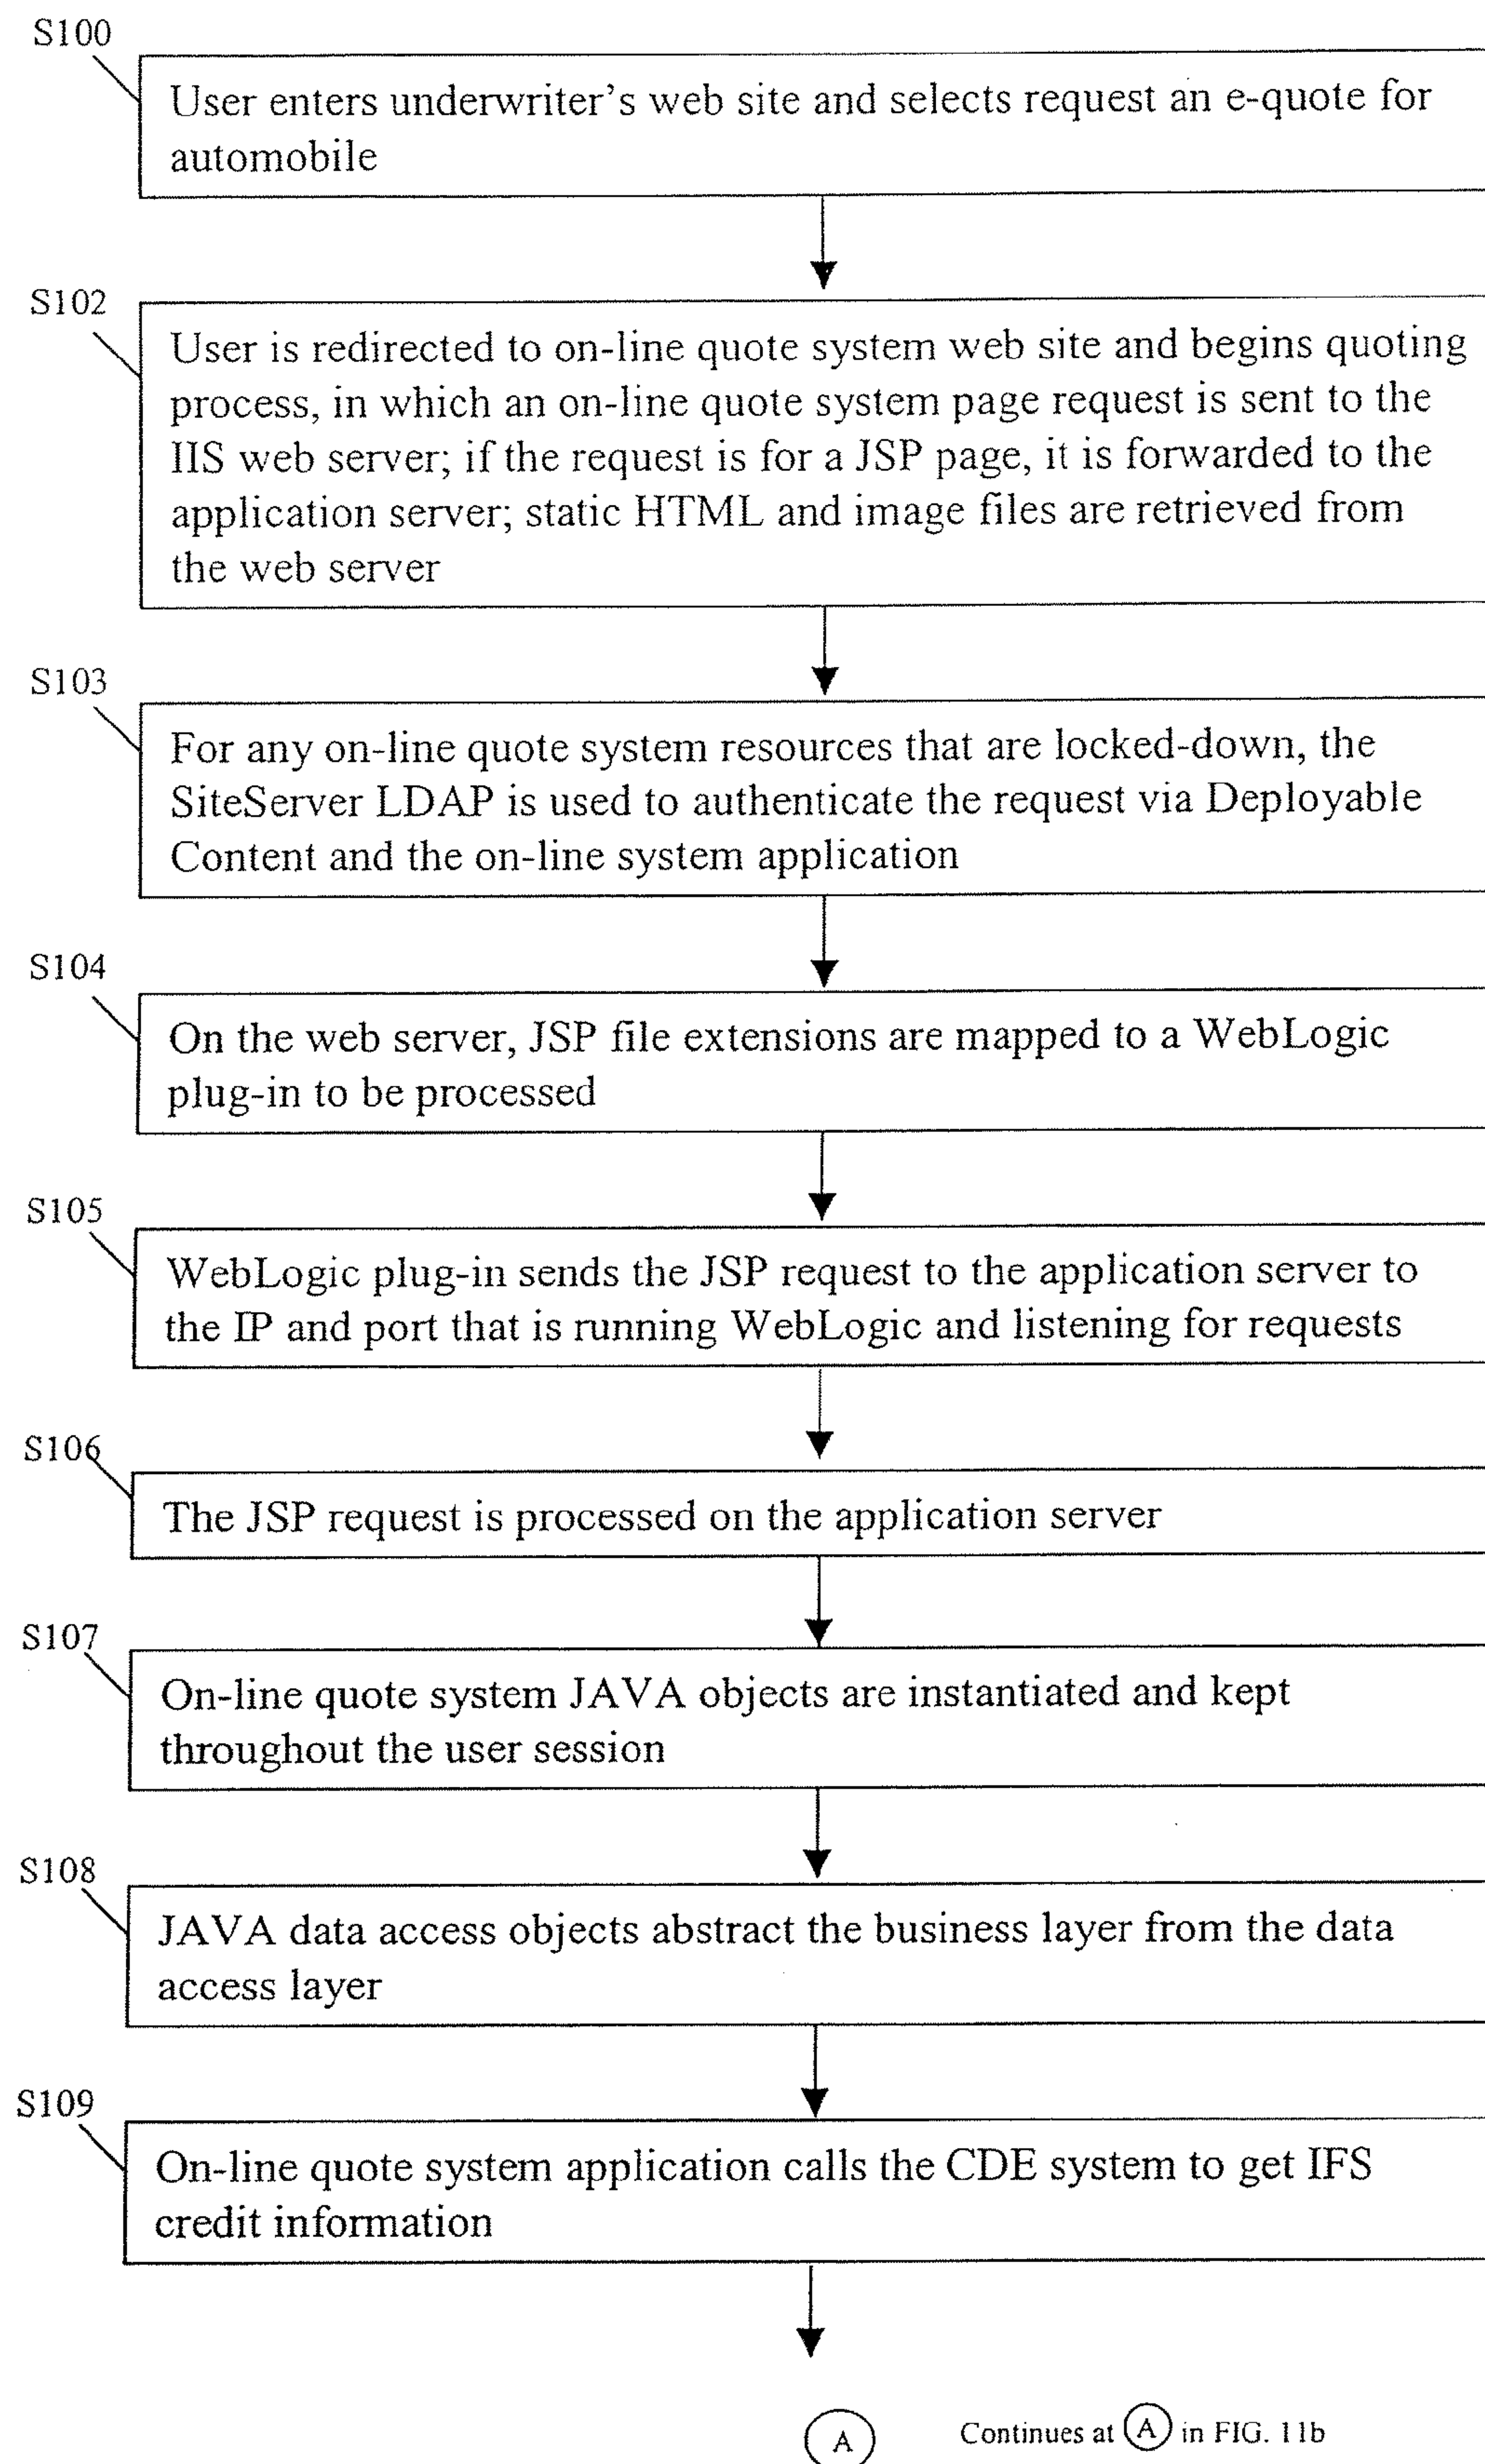 S100
User enters underwriter's web site and selects request an e-quote for
automobile
S102
User is redirected to on-line quote system web site and begins quoting
process, in which an on-line quote system page request is sent to the
IIS web server; if the request is for a JSP page, it is forwarded to the
application server; static HTML and image files are retrieved from
the web server
S103
For any on-line quote system resources that are locked-down, the
SiteServer LDAP is used to authenticate the request via Deployable
Content and the on-line system application
S104
On the web server, JSP file extensions are mapped to a WebLogic
plug-in to be processed
S105
WebLogic plug-in sends the JSP request to the application server to
the IP and port that is running WebLogic and listening for requests
S106
The JSP request is processed on the application server
S107
On-line quote system JAVA objects are instantiated and kept
throughout the user session
S108
JAVA data access objects abstract the business layer from the data
access layer
S109
On-line quote system application calls the CDE system to get IFS
credit information
A Continues at A in FIG. 11b